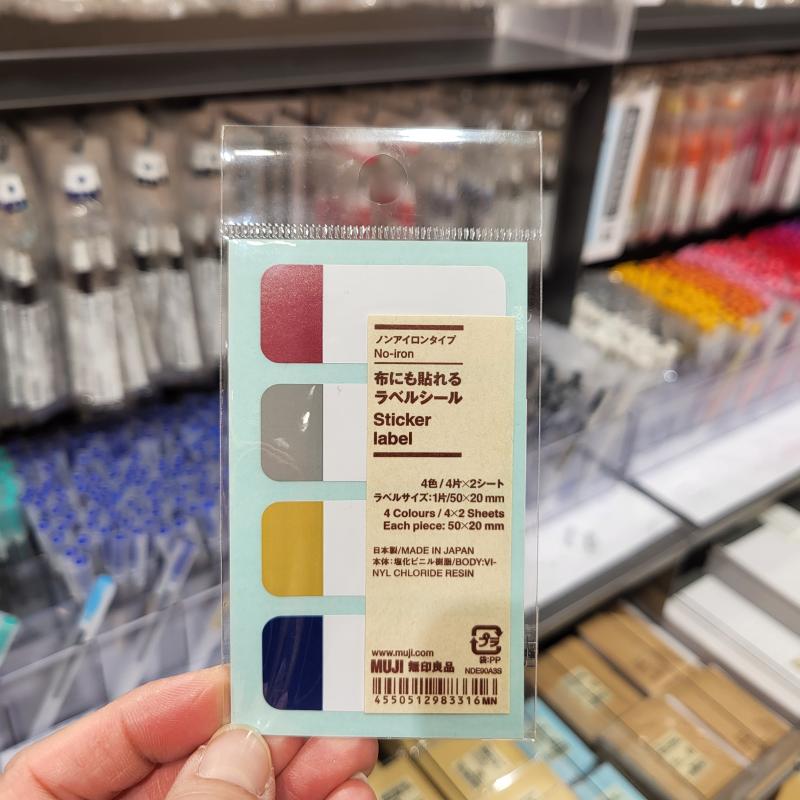 ノンアイロンタイプ
No-iron
布にも貼れる
ラベルシール
Sticker
label
4色/4片×2シート
ラベルサイズ:1片/50×20 mm
4 Colours / 4×2 Sheets
Each piece: 50×20 mm
日本製/MADE IN JAPAN
本体:塩化ビニル樹脂/BODY:VI-
NYL CHLORIDE RESIN
プラ
袋:PP
www.muji.com
MUJI 無印良品
NDE90A3S
4550512983316MN